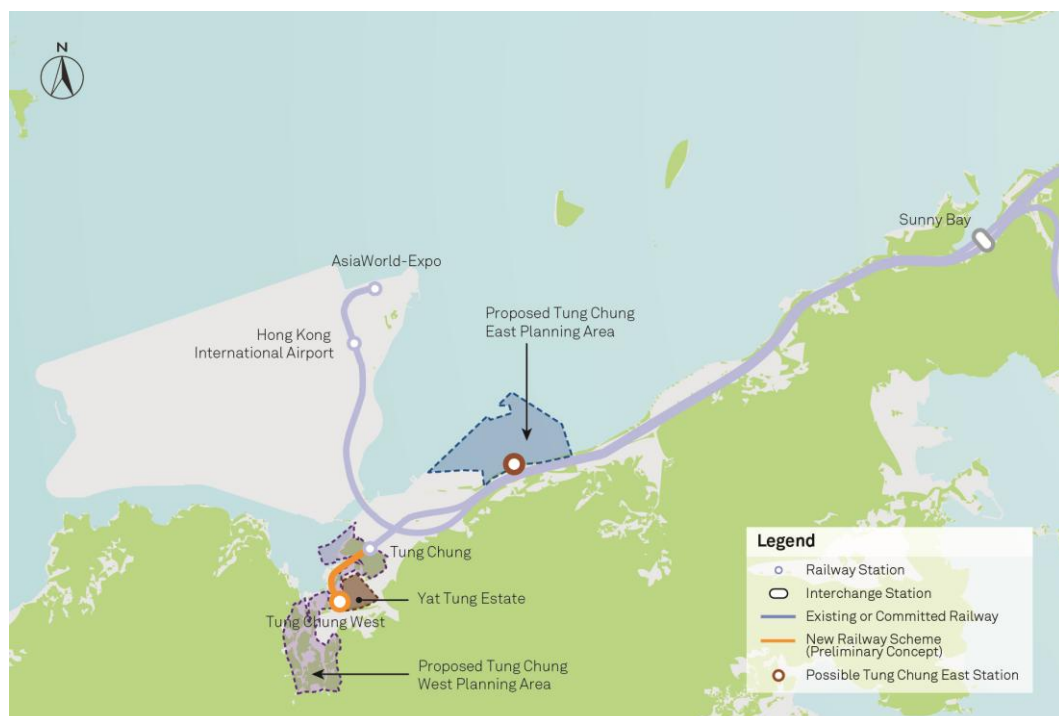 N
Sunny Bay
AsiaWorld-Expo
Hong Kong
International Airport
Proposed Tung Chung
East Planning Area
Tung Chung
Yat Tung Estate
Tung Chung West
Proposed Tung Chung
West Planning Area
Legend
Railway Station
Interchange Station
Existing or Committed Railway
New Railway Scheme
(Preliminary Concept)
Possible Tung Chung East Station